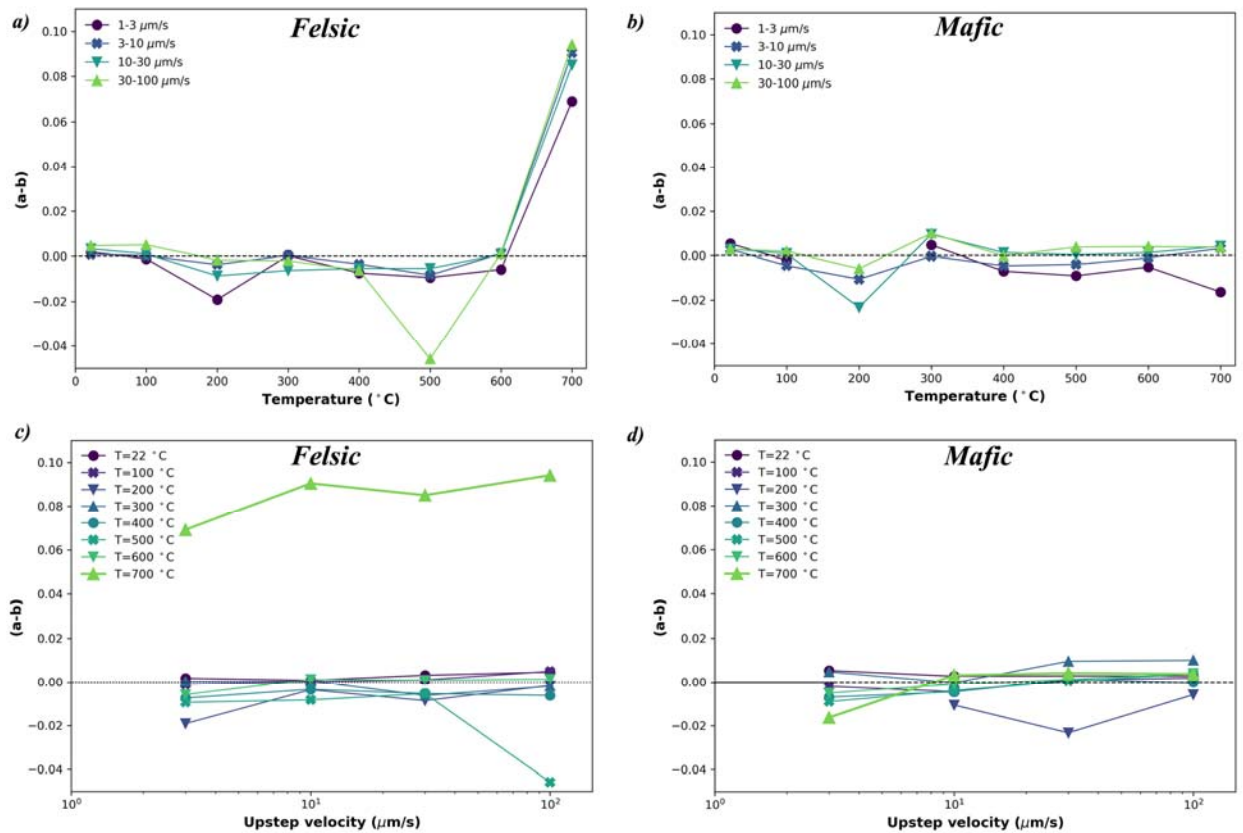 a)
Felsic
1-3 μm/s
3-10 μm/s
10-30 μm/s
30-100 μm/s
0.10
0.08
0.06
0.04
0.02
0.00
−0.02
−0.04
(a-b)
0 100 200 300 400 500 600 700
Temperature (°C)
b)
Mafic
1-3 μm/s
3-10 μm/s
10-30 μm/s
30-100 μm/s
0.10
0.08
0.06
0.04
0.02
0.00
−0.02
−0.04
(a-b)
0 100 200 300 400 500 600 700
Temperature (°C)
c)
Felsic
T=22 °C
T=100 °C
T=200 °C
T=300 °C
T=400 °C
T=500 °C
T=600 °C
T=700 °C
0.10
0.08
0.06
0.04
0.02
0.00
−0.02
−0.04
(a-b)
10⁰ 10¹ 10²
Upstep velocity (μm/s)
d)
Mafic
T=22 °C
T=100 °C
T=200 °C
T=300 °C
T=400 °C
T=500 °C
T=600 °C
T=700 °C
0.10
0.08
0.06
0.04
0.02
0.00
−0.02
−0.04
(a-b)
10⁰ 10¹ 10²
Upstep velocity (μm/s)